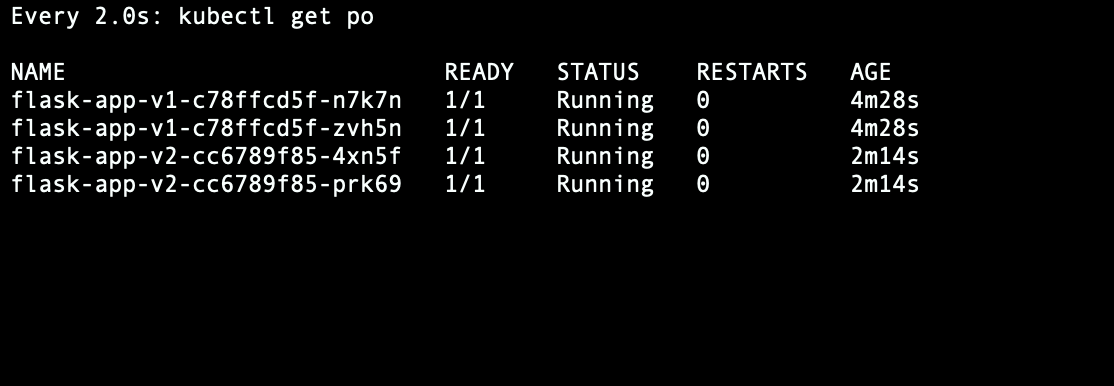 Every 2.0s: kubectl get po
NAME READY STATUS RESTARTS AGE
flask-app-v1-c78ffcd5f-n7k7n 1/1 Running 0 4m28s
flask-app-v1-c78ffcd5f-zvh5n 1/1 Running 0 4m28s
flask-app-v2-cc6789f85-4xn5f 1/1 Running 0 2m14s
flask-app-v2-cc6789f85-prk69 1/1 Running 0 2m14s